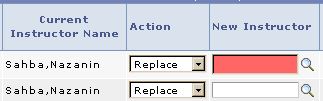 Current Instructor Name Action New Instructor
Sahba,Nazanin Replace
Sahba,Nazanin Replace